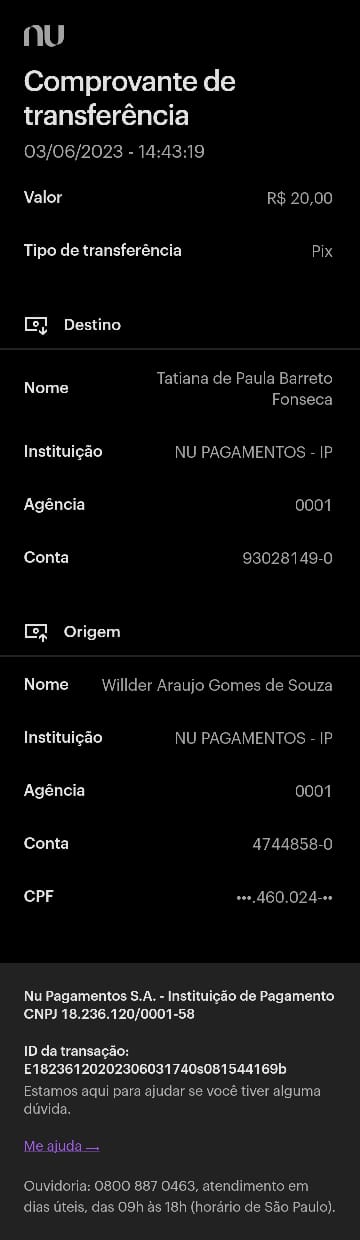 nu
Comprovante de
transferência
03/06/2023 - 14:43:19
Valor R$ 20,00
Tipo de transferência Pix
Destino
Nome Tatiana de Paula Barreto
Fonseca
Instituição NU PAGAMENTOS - IP
Agência 0001
Conta 93028149-0
Origem
Nome Willder Araujo Gomes de Souza
Instituição NU PAGAMENTOS - IP
Agência 0001
Conta 4744858-0
CPF •••.460.024-••
Nu Pagamentos S.A. - Instituição de Pagamento
CNPJ 18.236.120/0001-58
ID da transação:
E18236120202306031740s081544169b
Estamos aqui para ajudar se você tiver alguma
dúvida.
Me ajuda →
Ouvidoria: 0800 887 0463, atendimento em
dias úteis, das 09h às 18h (horário de São Paulo).